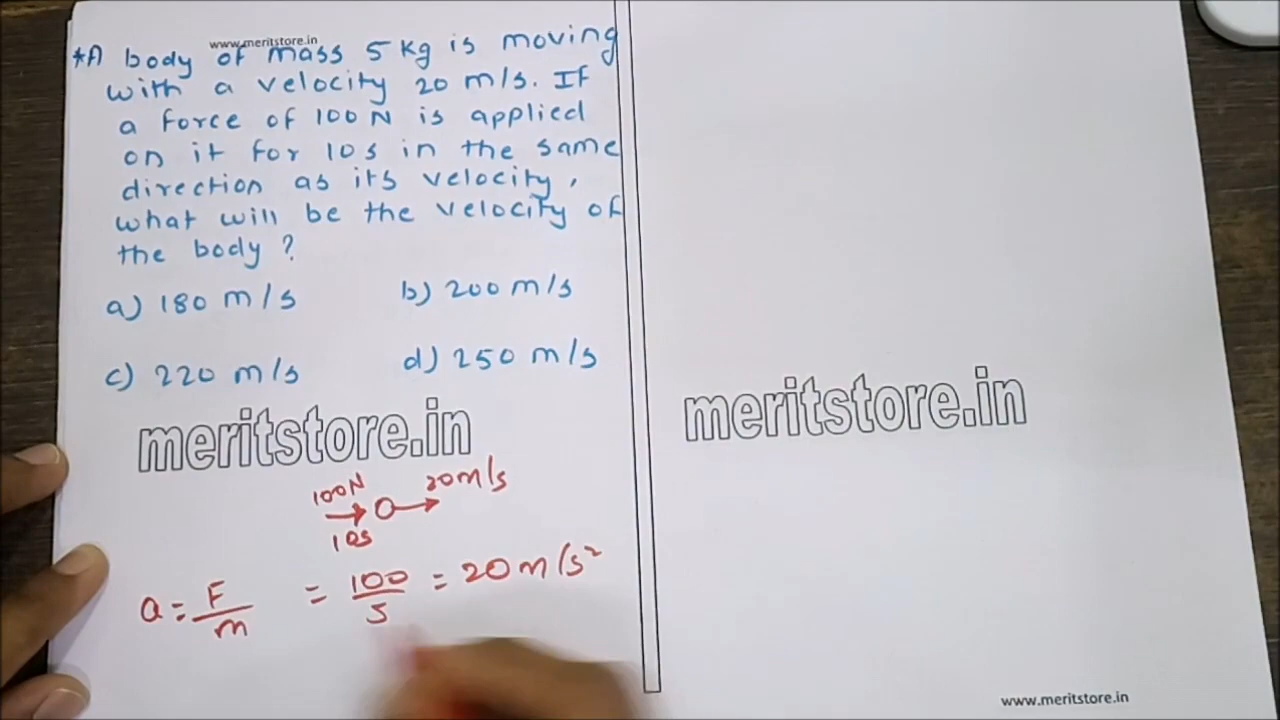 www.meritstore.in
*A body of mass 5 kg is moving
with a velocity 20 m/s. If
a force of 100 N is applied
on it for 10s in the same
direction as its velocity,
what will be the velocity of
the body ?
a) 180 m/s b) 200 m/s
c) 220 m/s d) 250 m/s
meritstore.in
100N 20m/s
10s
a = F/m = 100/5 = 20 m/s²
meritstore.in
www.meritstore.in